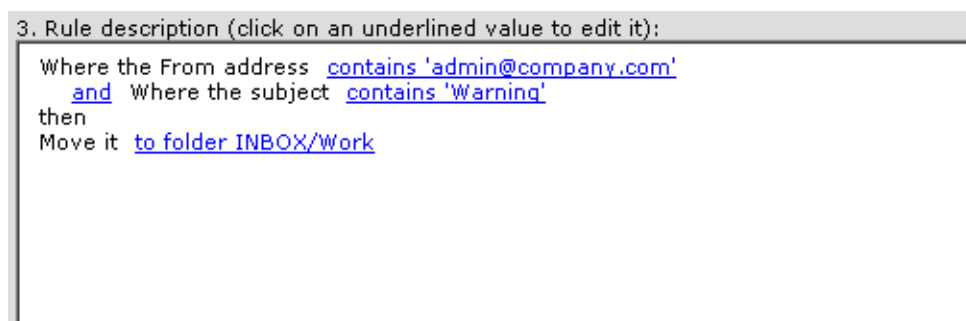 3. Rule description (click on an underlined value to edit it):
Where the From address contains 'admin@company.com'
and Where the subject contains 'Warning'
then
Move it to folder INBOX/Work